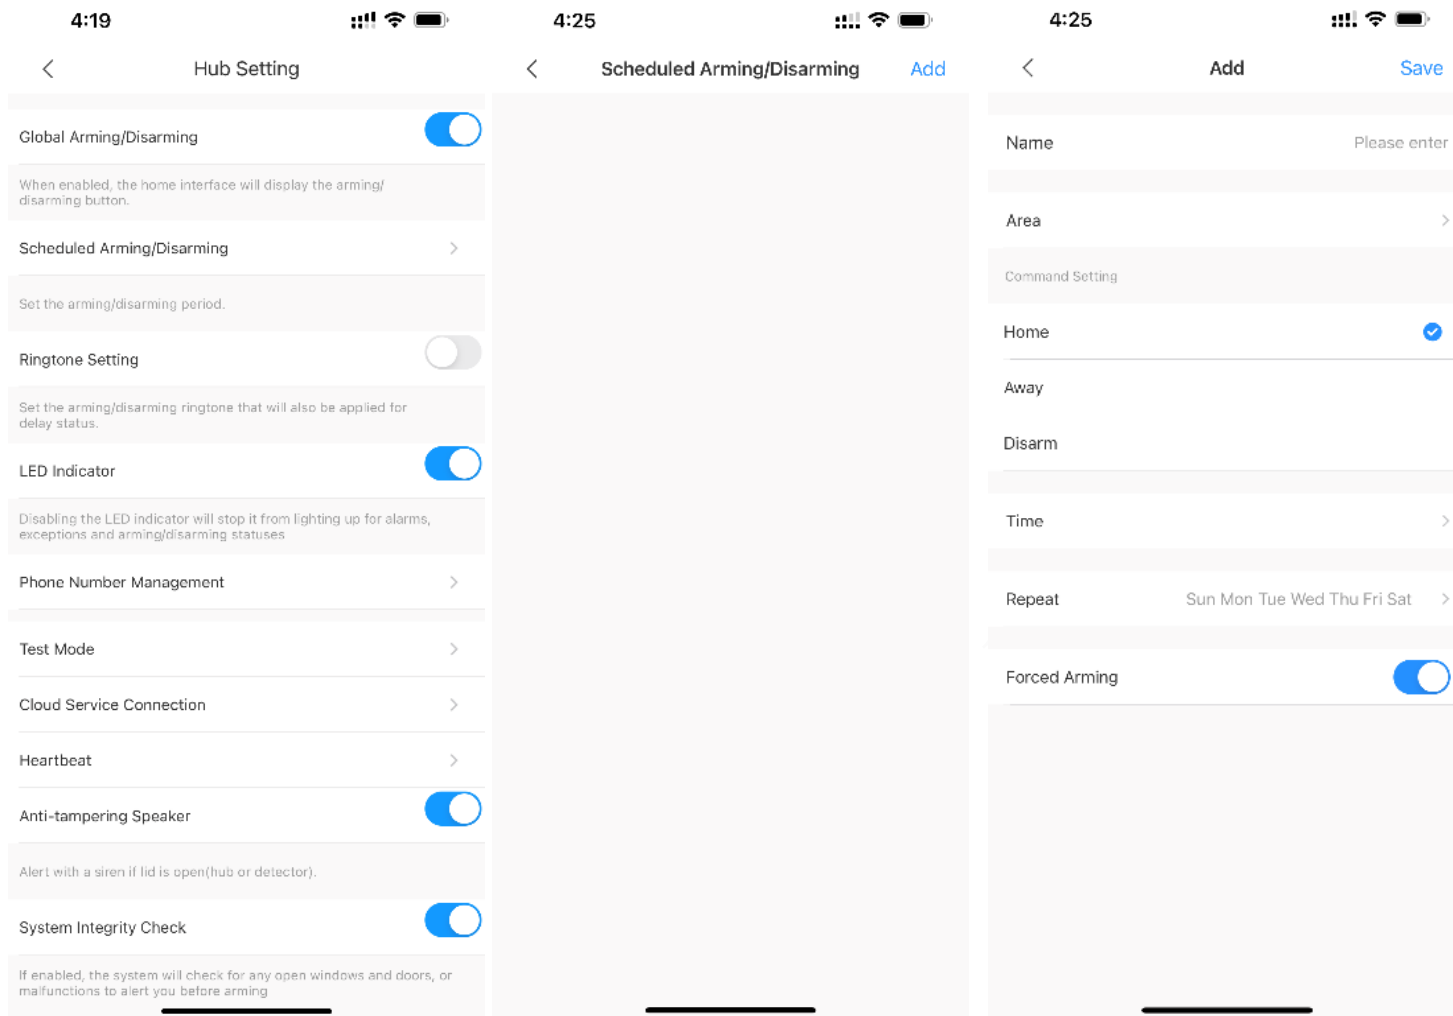 4:19
Hub Setting
Global Arming/Disarming
When enabled, the home interface will display the arming/
disarming button.
Scheduled Arming/Disarming
Set the arming/disarming period.
Ringtone Setting
Set the arming/disarming ringtone that will also be applied for
delay status.
LED Indicator
Disabling the LED indicator will stop it from lighting up for alarms,
exceptions and arming/disarming statuses
Phone Number Management
Test Mode
Cloud Service Connection
Heartbeat
Anti-tampering Speaker
Alert with a siren if lid is open(hub or detector).
System Integrity Check
If enabled, the system will check for any open windows and doors, or
malfunctions to alert you before arming
4:25
Scheduled Arming/Disarming Add
4:25
Add Save
Name Please enter
Area
Command Setting
Home
Away
Disarm
Time
Repeat Sun Mon Tue Wed Thu Fri Sat
Forced Arming